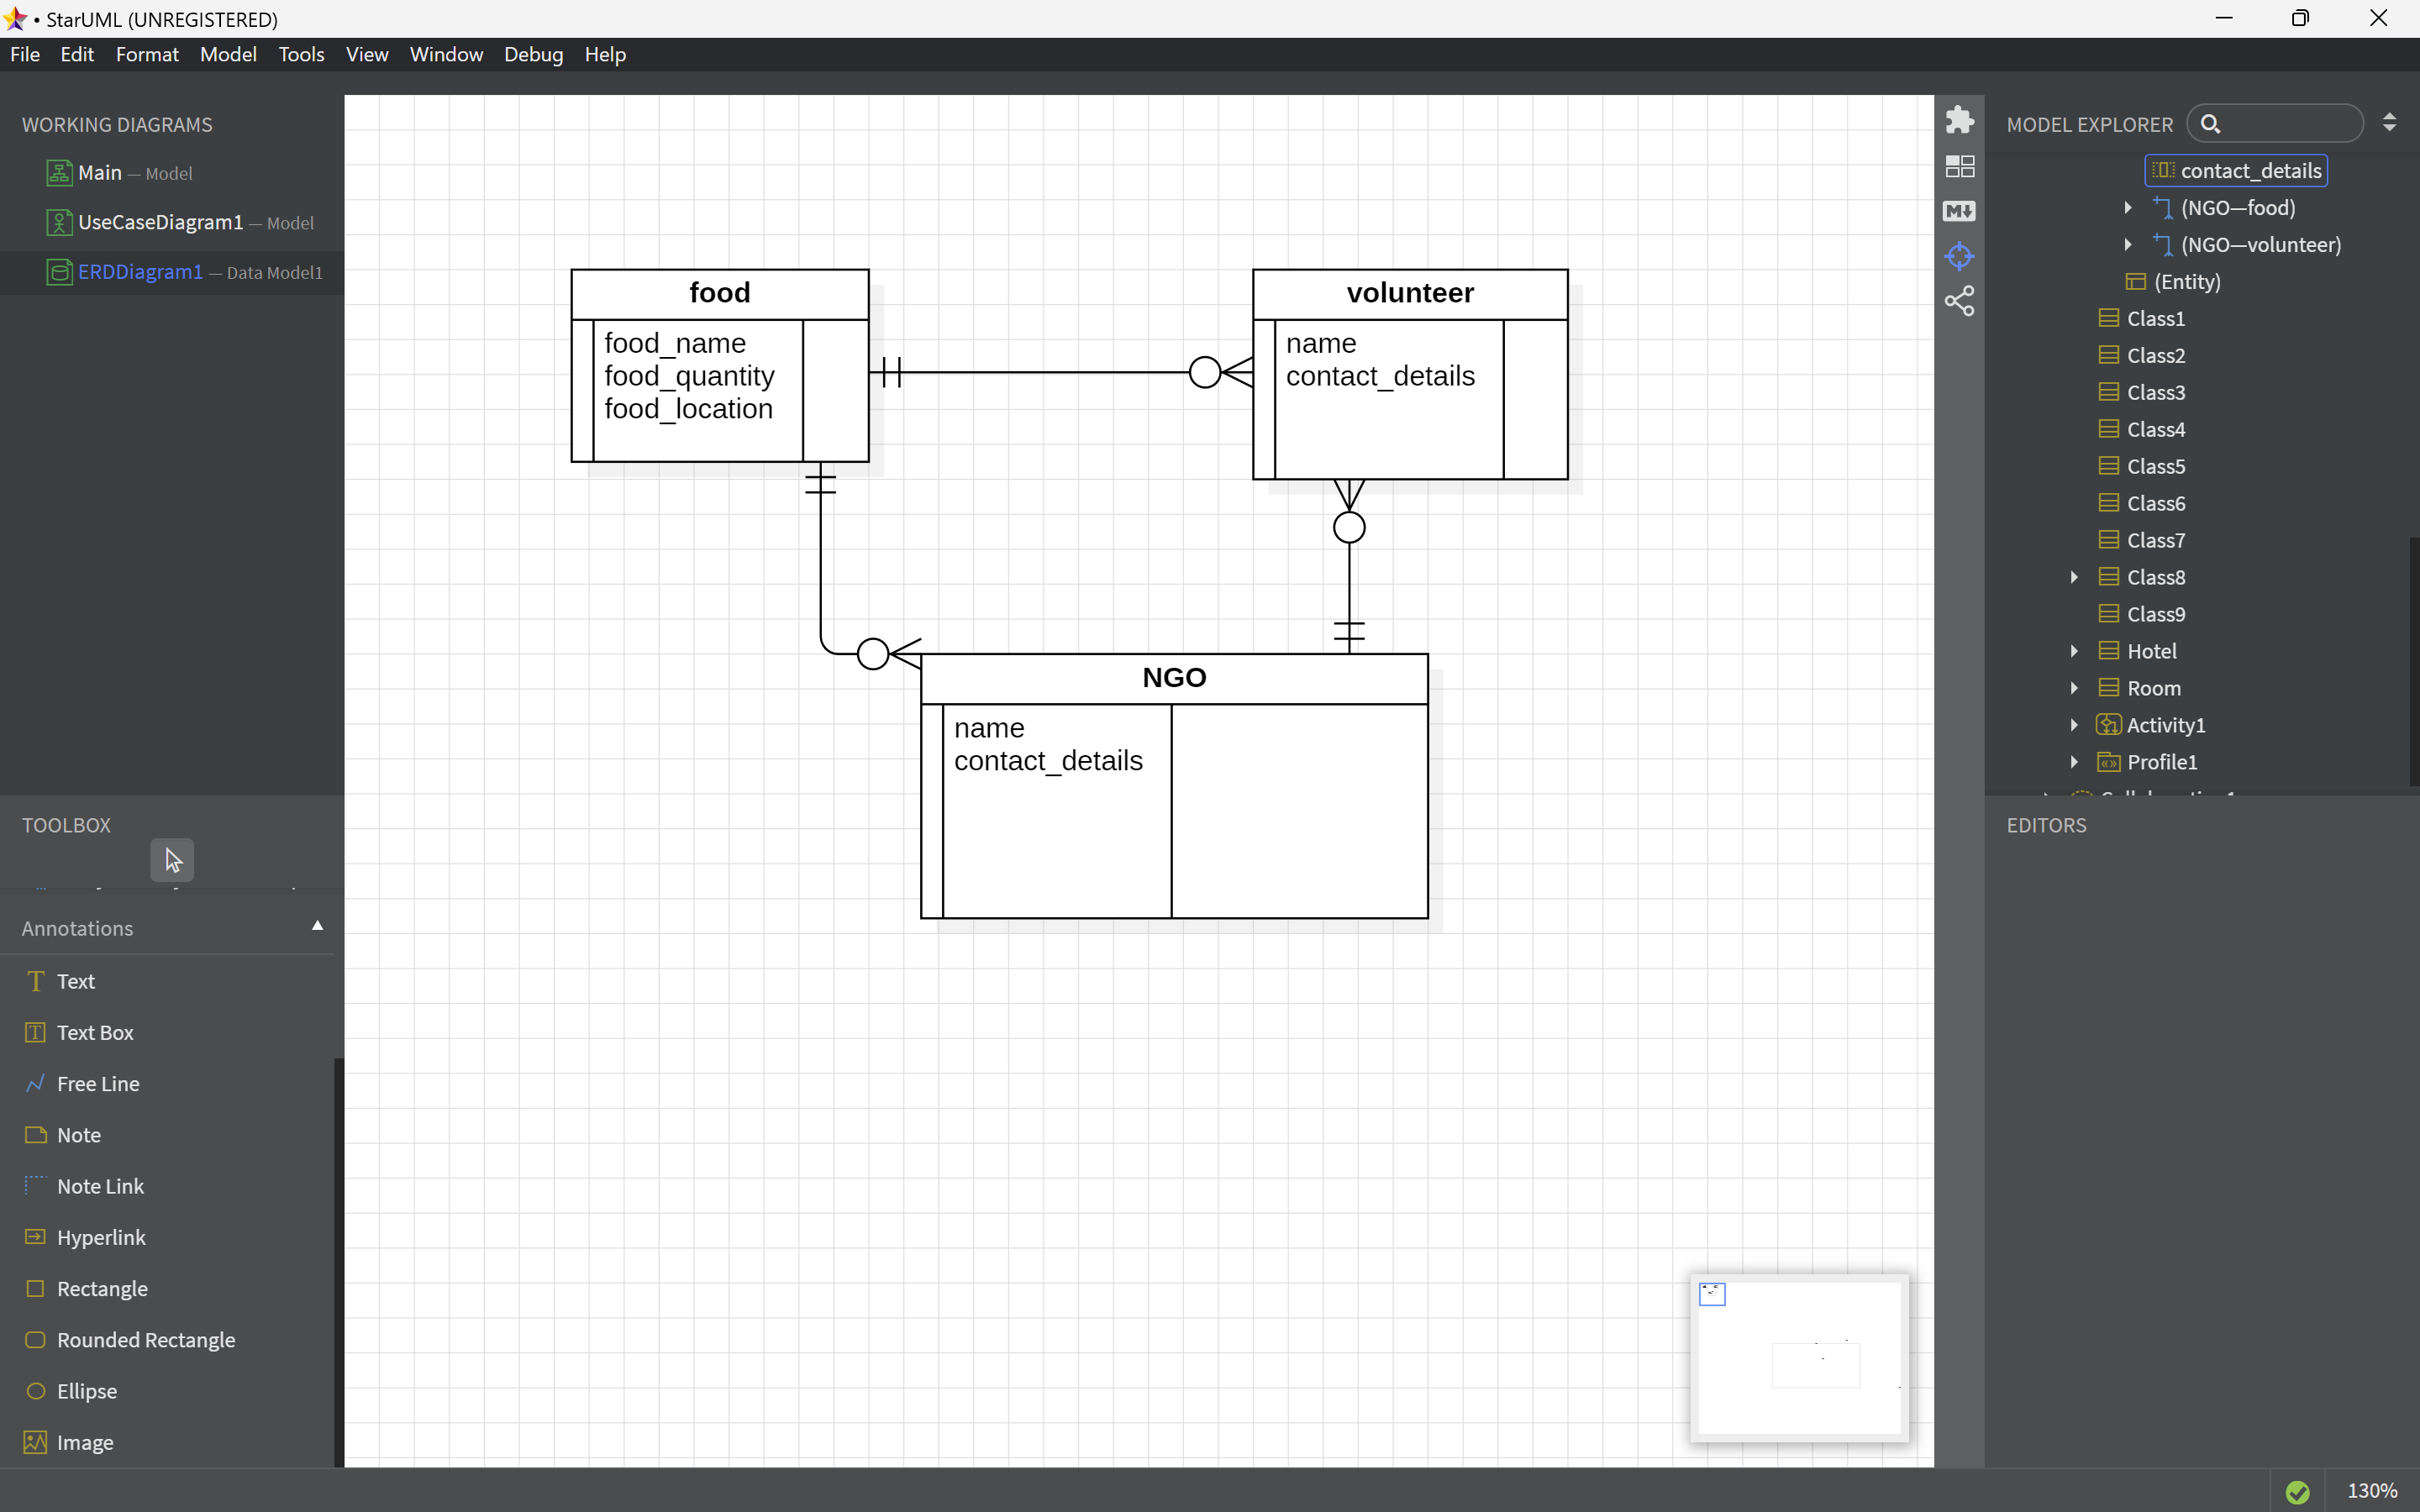 • StarUML (UNREGISTERED)
File Edit Format Model Tools View Window Debug Help
WORKING DIAGRAMS
Main — Model
UseCaseDiagram1 — Model
ERDDiagram1 — Data Model1
TOOLBOX
Annotations
Text
Text Box
Free Line
Note
Note Link
Hyperlink
Rectangle
Rounded Rectangle
Ellipse
Image
food
food_name
food_quantity
food_location
volunteer
name
contact_details
NGO
name
contact_details
MODEL EXPLORER
contact_details
(NGO—food)
(NGO—volunteer)
(Entity)
Class1
Class2
Class3
Class4
Class5
Class6
Class7
Class8
Class9
Hotel
Room
Activity1
Profile1
EDITORS
130%